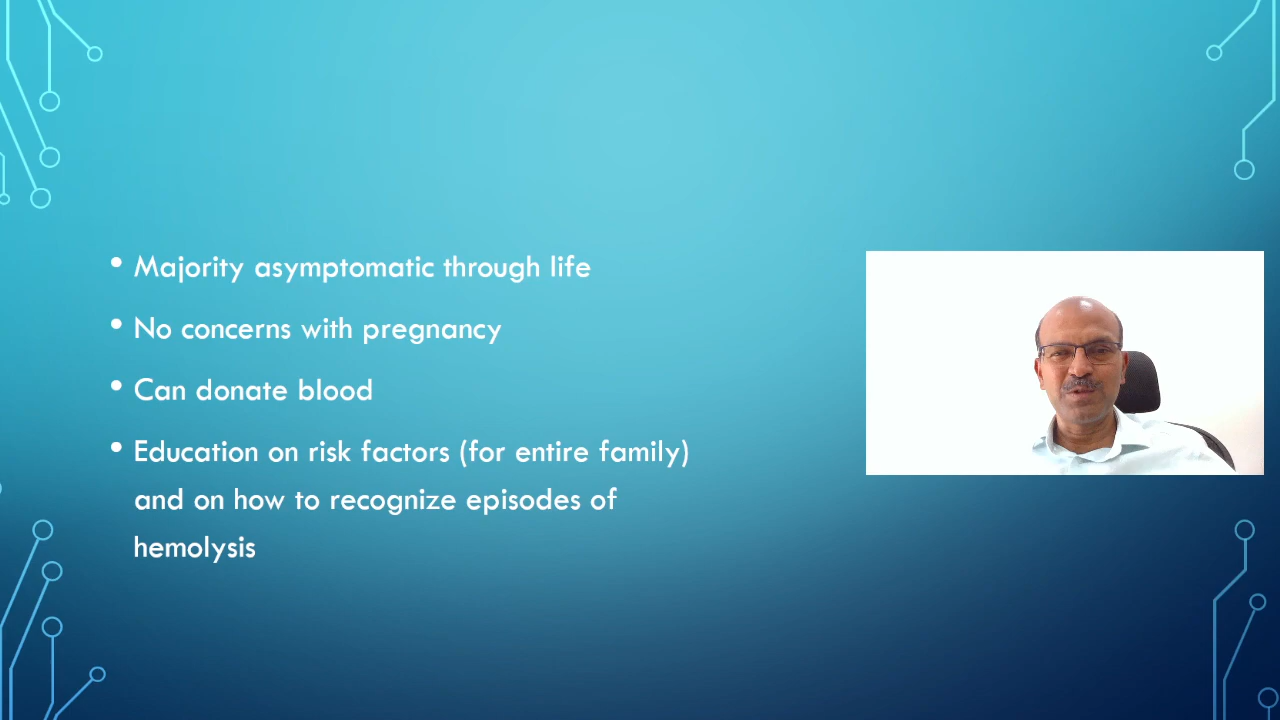 • Majority asymptomatic through life
• No concerns with pregnancy
• Can donate blood
• Education on risk factors (for entire family)
and on how to recognize episodes of
hemolysis